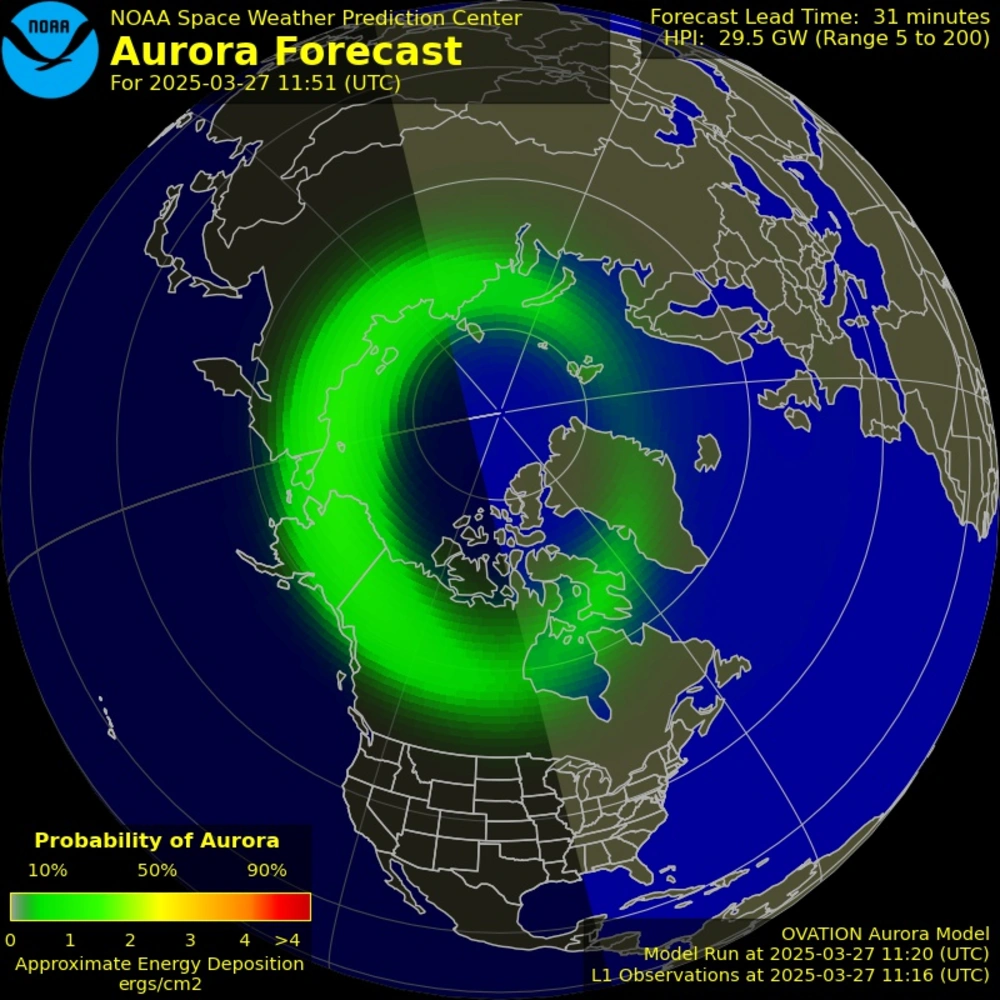 NOAA
NOAA Space Weather Prediction Center
Aurora Forecast
For 2025-03-27 11:51 (UTC)
Forecast Lead Time: 31 minutes
HPI: 29.5 GW (Range 5 to 200)
Probability of Aurora
10% 50% 90%
0 1 2 3 4 >4
Approximate Energy Deposition
ergs/cm2
OVATION Aurora Model
Model Run at 2025-03-27 11:20 (UTC)
L1 Observations at 2025-03-27 11:16 (UTC)